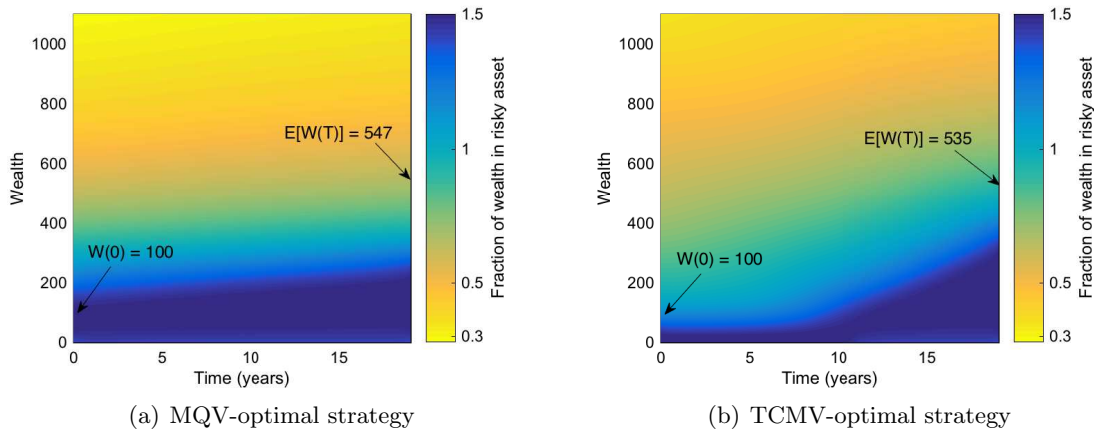 1000
800
600
400
200
0
Wealth
E[W(T)] = 547
W(0) = 100
0 5 10 15
Time (years)
1.5
1
0.5
0.3
Fraction of wealth in risky asset
(a) MQV-optimal strategy
1000
800
600
400
200
0
Wealth
E[W(T)] = 535
W(0) = 100
0 5 10 15
Time (years)
1.5
1
0.5
0.3
Fraction of wealth in risky asset
(b) TCMV-optimal strategy